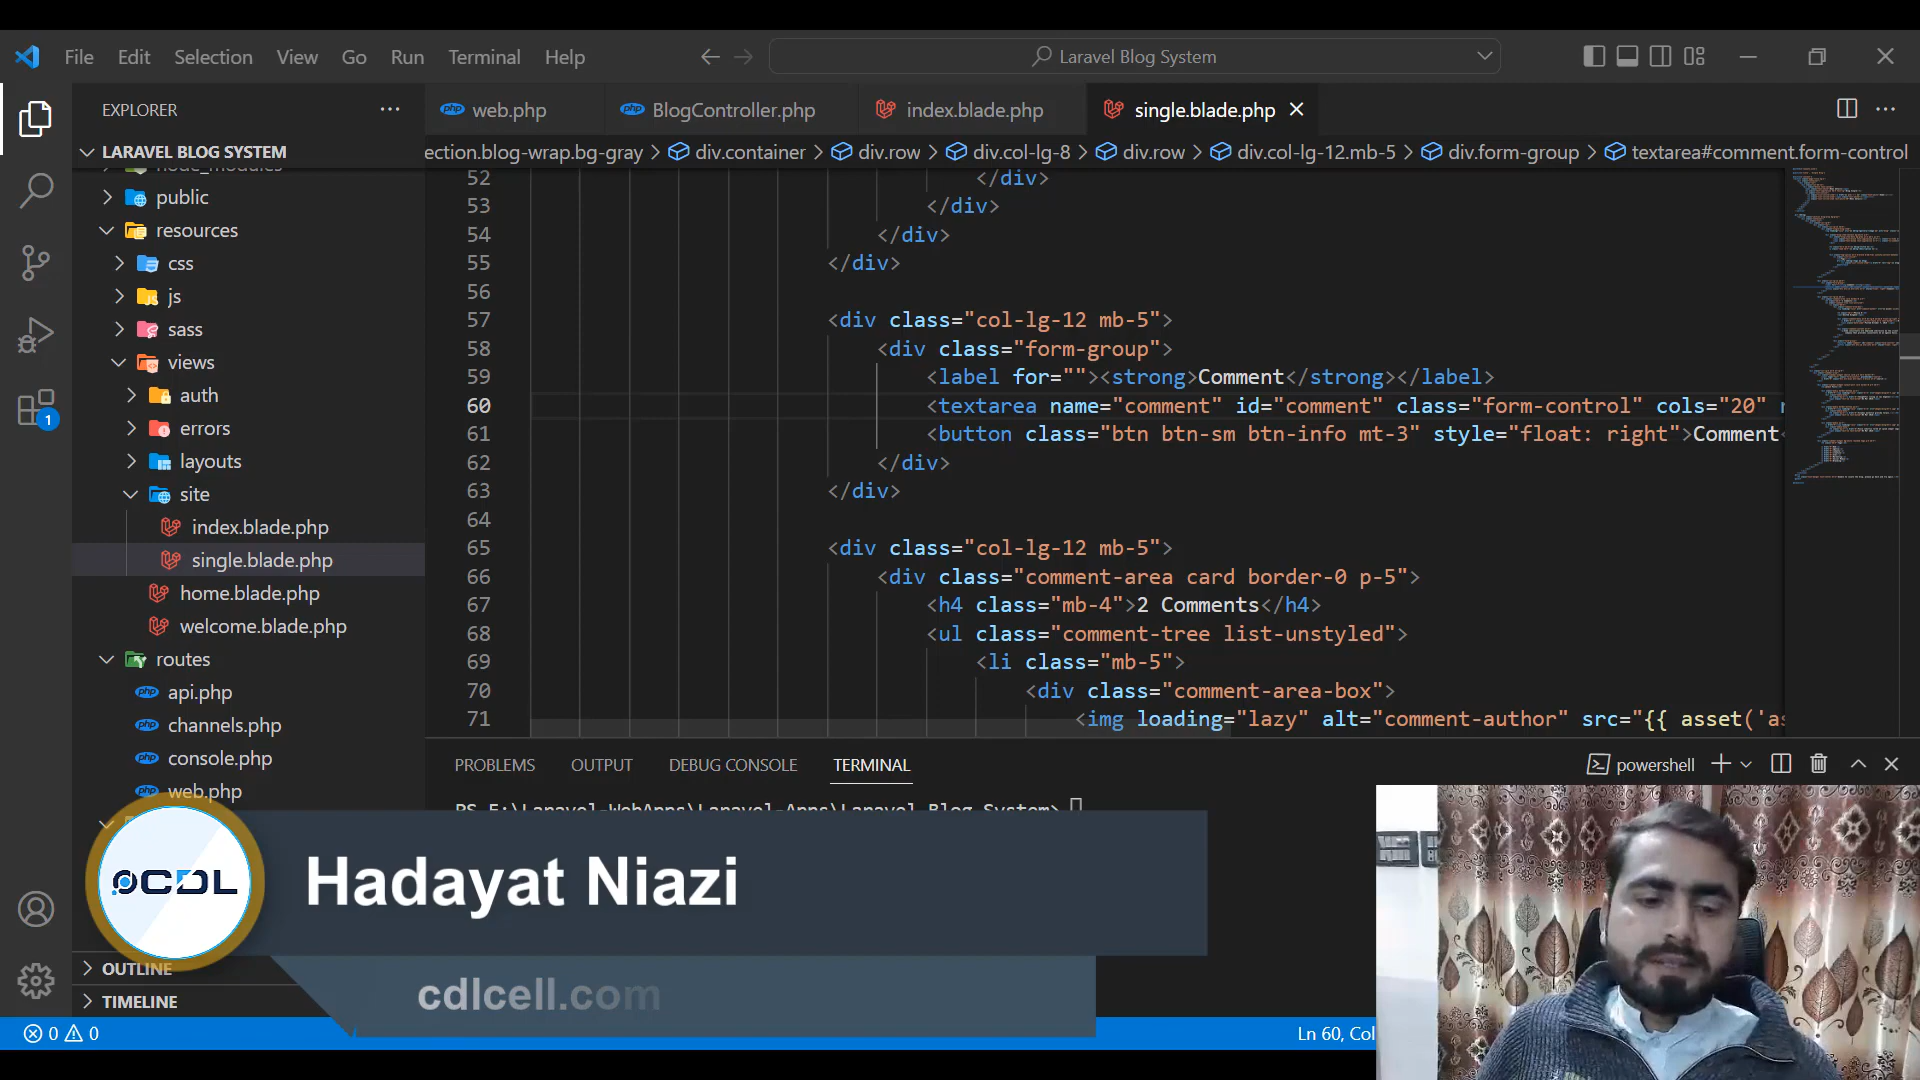 File Edit Selection View Go Run Terminal Help
Laravel Blog System
EXPLORER
web.php
BlogController.php
index.blade.php
single.blade.php
LARAVEL BLOG SYSTEM
ection.blog-wrap.bg-gray > div.container > div.row > div.col-lg-8 > div.row > div.col-lg-12.mb-5 > div.form-group > textarea#comment.form-control
node_modules
public
resources
css
js
sass
views
auth
errors
layouts
site
index.blade.php
single.blade.php
home.blade.php
welcome.blade.php
routes
api.php
channels.php
console.php
web.php
OUTLINE
TIMELINE
1
52 </div>
53 </div>
54 </div>
55 </div>
56
57 <div class="col-lg-12 mb-5">
58 <div class="form-group">
59 <label for=""><strong>Comment</strong></label>
60 <textarea name="comment" id="comment" class="form-control" cols="20"
61 <button class="btn btn-sm btn-info mt-3" style="float: right">Comment<
62 </div>
63 </div>
64
65 <div class="col-lg-12 mb-5">
66 <div class="comment-area card border-0 p-5">
67 <h4 class="mb-4">2 Comments</h4>
68 <ul class="comment-tree list-unstyled">
69 <li class="mb-5">
70 <div class="comment-area-box">
71 <img loading="lazy" alt="comment-author" src="{{ asset('as
PROBLEMS OUTPUT DEBUG CONSOLE TERMINAL
powershell
PS E:\Laravel-WebApps\Laravel-Apps\Laravel Blog System>
CDL
Hadayat Niazi
cdlcell.com
0 0
Ln 60, Col